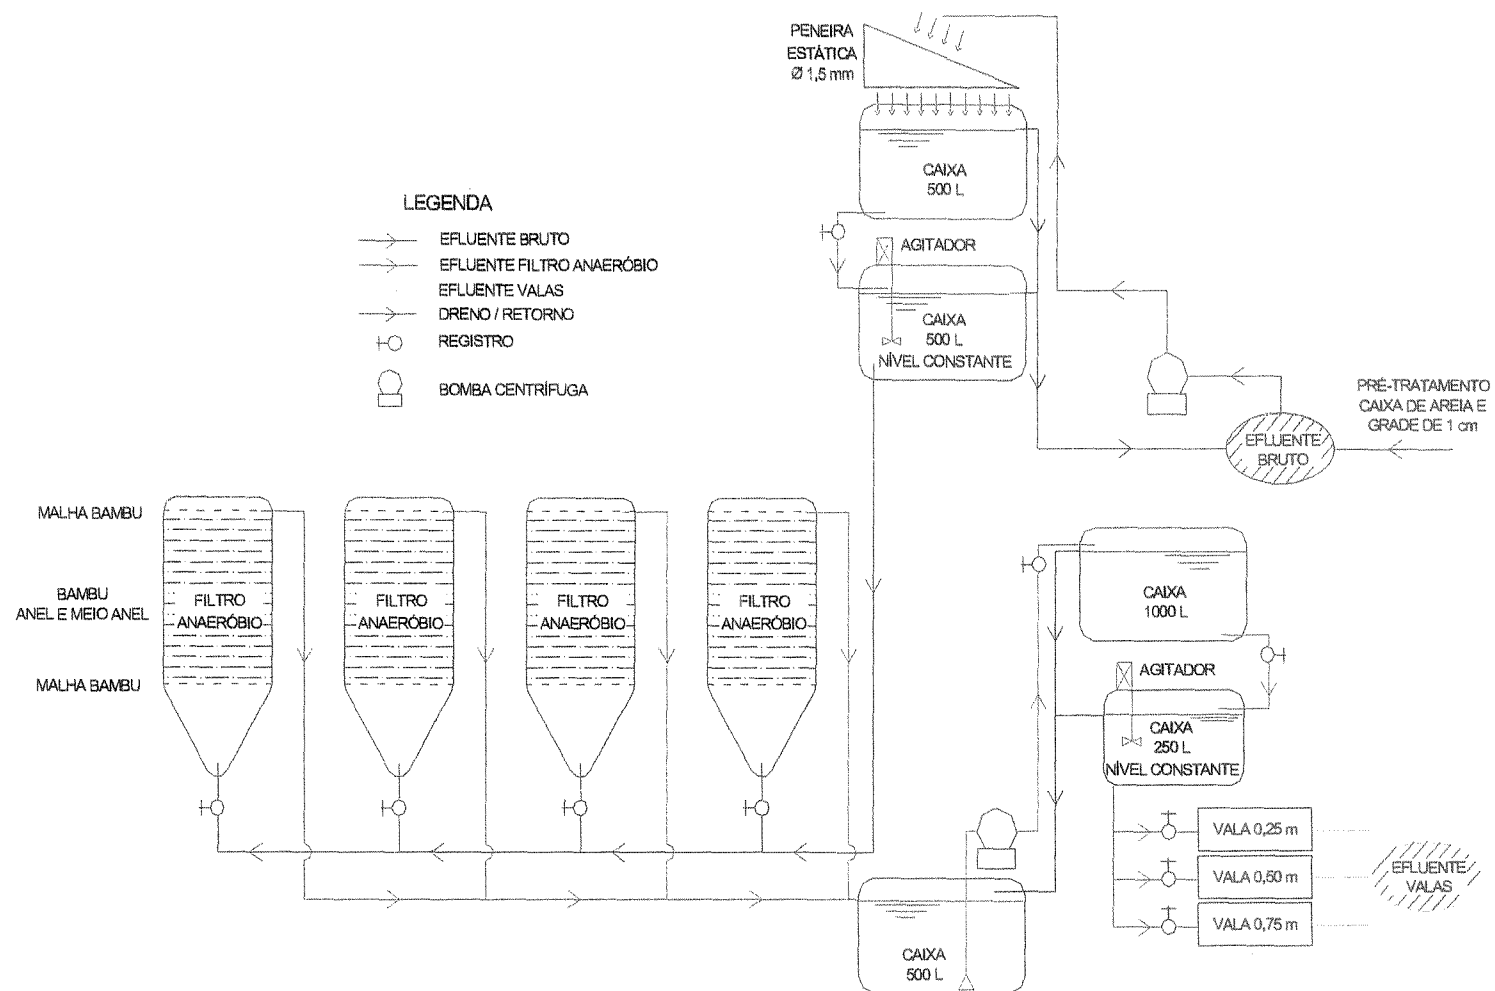 PENEIRA
ESTÁTICA
Ø 1,5 mm
CAIXA
500 L
LEGENDA
EFLUENTE BRUTO
EFLUENTE FILTRO ANAERÓBIO
EFLUENTE VALAS
DRENO / RETORNO
REGISTRO
BOMBA CENTRÍFUGA
AGITADOR
CAIXA
500 L
NÍVEL CONSTANTE
PRÉ-TRATAMENTO
CAIXA DE AREIA E
GRADE DE 1 cm
EFLUENTE
BRUTO
MALHA BAMBU
BAMBU
ANEL E MEIO ANEL
MALHA BAMBU
FILTRO
ANAERÓBIO
FILTRO
ANAERÓBIO
FILTRO
ANAERÓBIO
FILTRO
ANAERÓBIO
CAIXA
1000 L
AGITADOR
CAIXA
250 L
NÍVEL CONSTANTE
VALA 0,25 m
VALA 0,50 m
VALA 0,75 m
EFLUENTE
VALAS
CAIXA
500 L